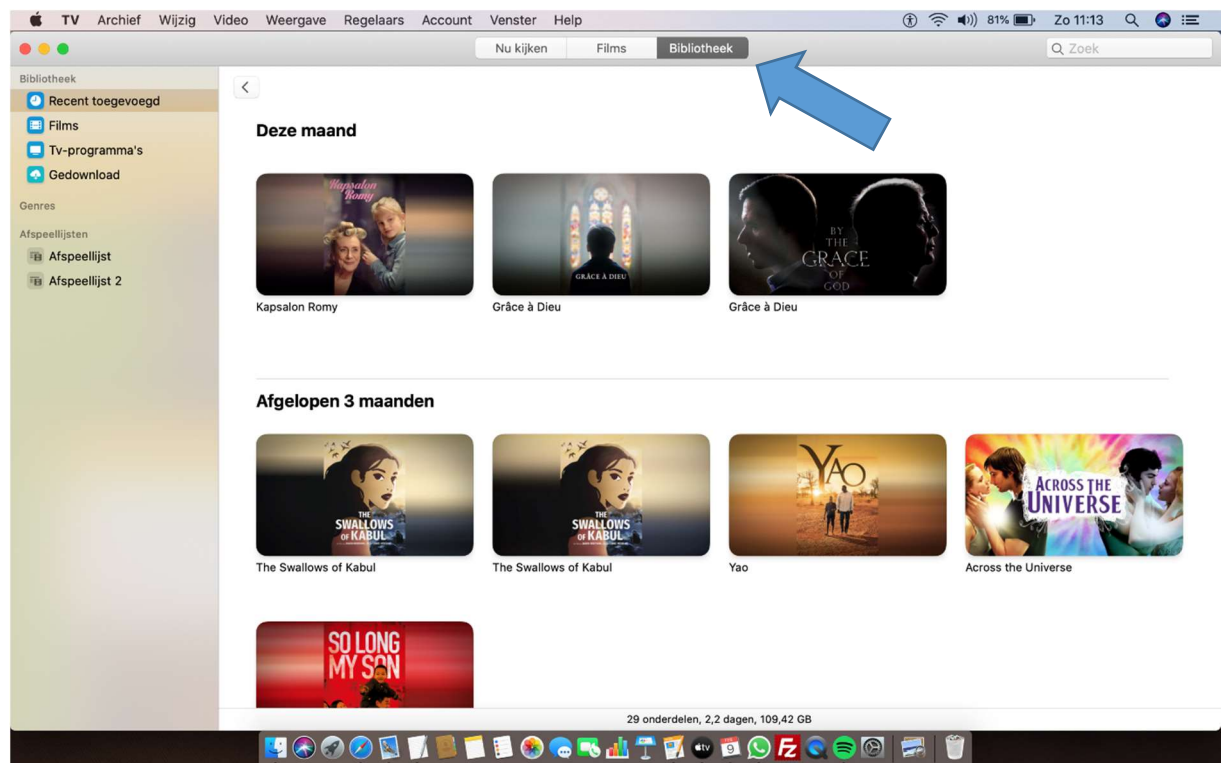 TV Archief Wijzig Video Weergave Regelaars Account Venster Help 81% Zo 11:13
Nu kijken Films Bibliotheek Zoek
Bibliotheek
Recent toegevoegd
Films
Tv-programma's
Gedownload
Genres
Afspeellijsten
Afspeellijst
Afspeellijst 2
Deze maand
Kapsalon
Romy
GRÂCE À DIEU
BY
THE
GRACE
OF
GOD
Kapsalon Romy Grâce à Dieu Grâce à Dieu
Afgelopen 3 maanden
THE
SWALLOWS
OF KABUL
THE
SWALLOWS
OF KABUL
YAO
ACROSS THE
UNIVERSE
The Swallows of Kabul The Swallows of Kabul Yao Across the Universe
SO LONG
MY SON
29 onderdelen, 2,2 dagen, 109,42 GB
tv 9 FZ